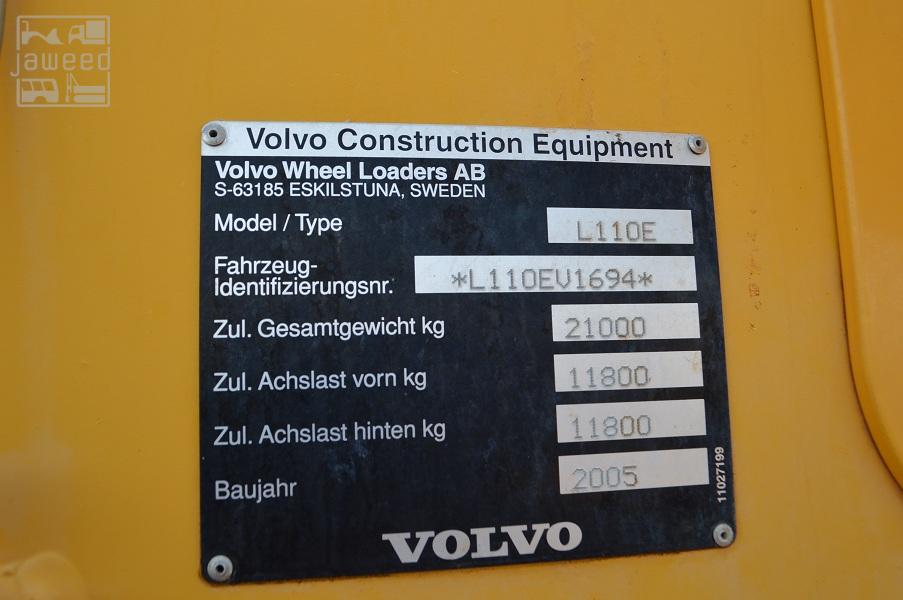 jaweed
Volvo Construction Equipment
Volvo Wheel Loaders AB
S-63185 ESKILSTUNA, SWEDEN
Model / Type L110E
Fahrzeug-
Identifizierungsnr. *L110EV1694*
Zul. Gesamtgewicht kg 21000
Zul. Achslast vorn kg 11800
Zul. Achslast hinten kg 11800
Baujahr 2005
11027199
VOLVO